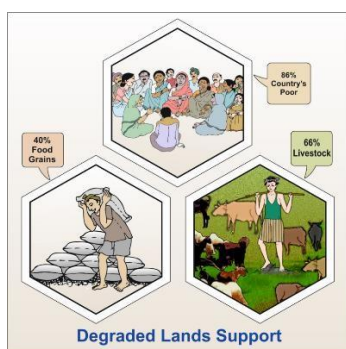 86%
Country's
Poor
40%
Food
Grains
66%
Livestock
Degraded Lands Support